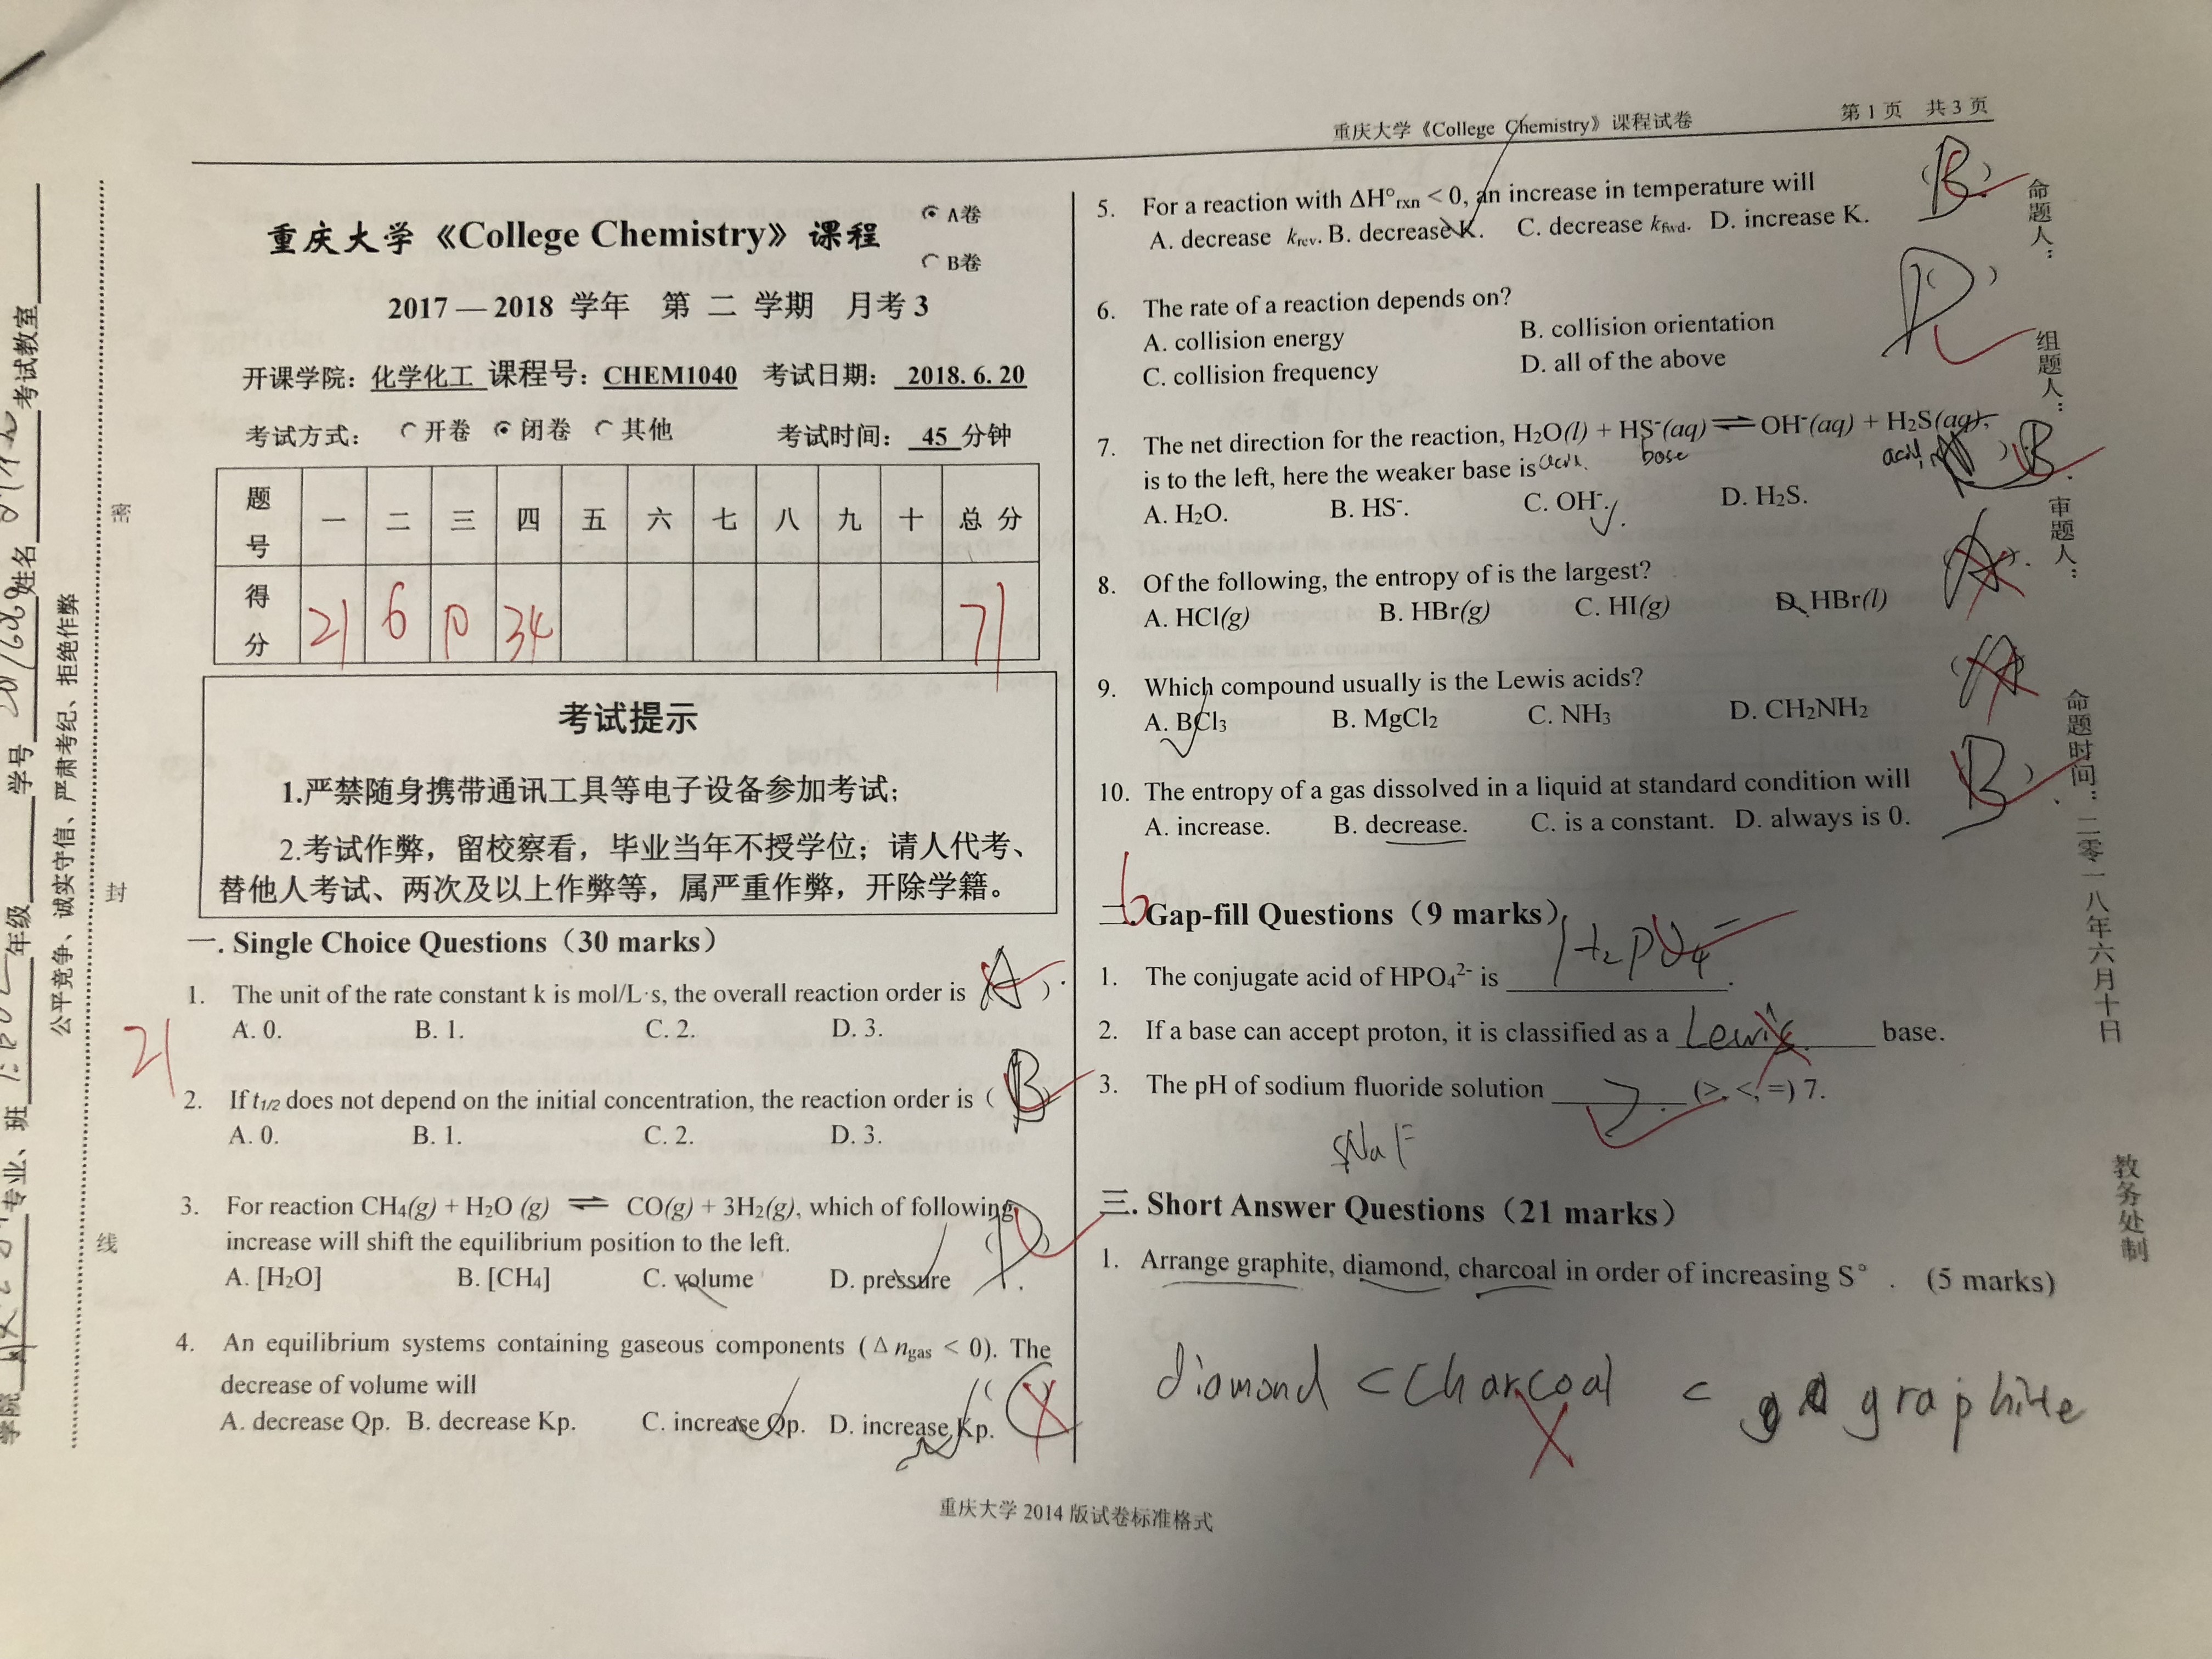 重庆大学《College Chemistry》课程试卷
第 1 页 共 3 页
重庆大学《College Chemistry》课程
A卷
B卷
2017 — 2018 学年 第 二 学期 月考 3
开课学院：化学化工 课程号：CHEM1040 考试日期：2018. 6. 20
考试方式： 开卷 闭卷 其他 考试时间：45 分钟
题号 一 二 三 四 五 六 七 八 九 十 总 分
得分 21 6 10 34 71
考试提示
1.严禁随身携带通讯工具等电子设备参加考试；
2.考试作弊，留校察看，毕业当年不授学位；请人代考、
替他人考试、两次及以上作弊等，属严重作弊，开除学籍。
一. Single Choice Questions（30 marks）
21
1. The unit of the rate constant k is mol/L·s, the overall reaction order is ( A ).
A. 0. B. 1. C. 2. D. 3.
2. If t1/2 does not depend on the initial concentration, the reaction order is ( B )
A. 0. B. 1. C. 2. D. 3.
3. For reaction CH4(g) + H2O (g) ⇌ CO(g) + 3H2(g), which of following
increase will shift the equilibrium position to the left. ( D ).
A. [H2O] B. [CH4] C. volume D. pressure
4. An equilibrium systems containing gaseous components (Δ ngas < 0). The
decrease of volume will ( )
A. decrease Qp. B. decrease Kp. C. increase Qp. D. increase Kp.
5. For a reaction with ΔH°rxn < 0, an increase in temperature will ( B )
A. decrease krev. B. decrease K. C. decrease kfwd. D. increase K.
6. The rate of a reaction depends on? ( D )
A. collision energy B. collision orientation
C. collision frequency D. all of the above
7. The net direction for the reaction, H2O(l) + HS-(aq) ⇌ OH-(aq) + H2S(aq),
base acid
is to the left, here the weaker base is ( ) B.
A. H2O. B. HS-. C. OH-. D. H2S.
8. Of the following, the entropy of is the largest? ( A ).
A. HCl(g) B. HBr(g) C. HI(g) D. HBr(l)
9. Which compound usually is the Lewis acids? ( A )
A. BCl3 B. MgCl2 C. NH3 D. CH2NH2
10. The entropy of a gas dissolved in a liquid at standard condition will ( B ).
A. increase. B. decrease. C. is a constant. D. always is 0.
6
二. Gap-fill Questions（9 marks）
1. The conjugate acid of HPO4²⁻ is H2PO4⁻.
2. If a base can accept proton, it is classified as a Lewis base.
3. The pH of sodium fluoride solution > . (>, <, =) 7.
NaF
三. Short Answer Questions（21 marks）
1. Arrange graphite, diamond, charcoal in order of increasing S° . (5 marks)
diamond < charcoal < graphite
重庆大学 2014 版试卷标准格式
命题人：
组题人：
审题人：
命题时间：二零一八年六月十日
教务处制
学院 专业、班 年级 学号 姓名 考试教室
公平竞争、诚实守信、严肃考纪、拒绝作弊
密
封
线